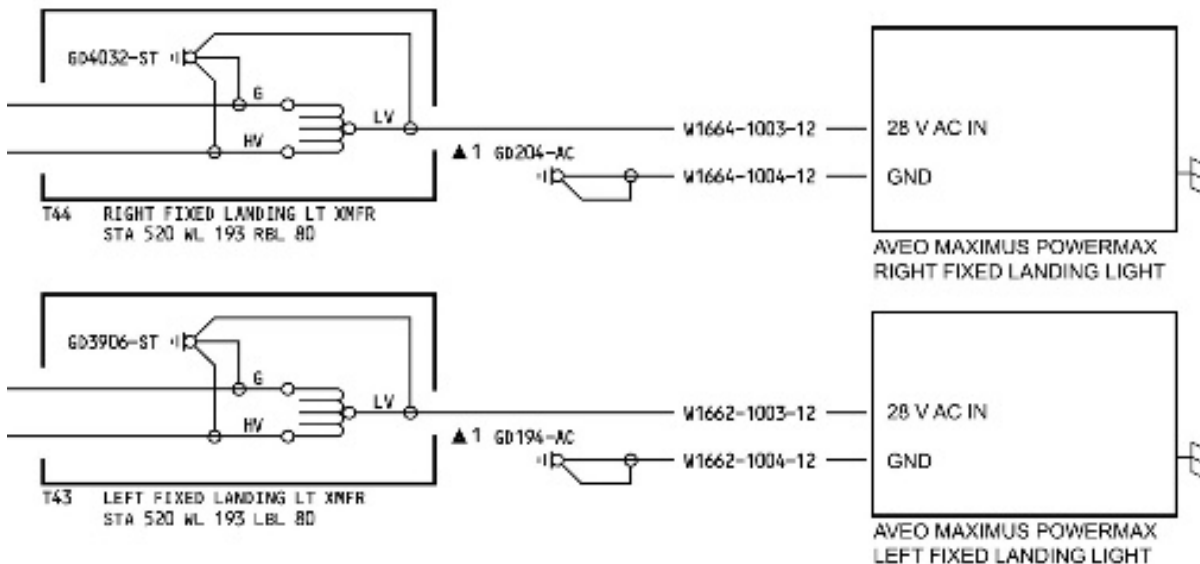 GD4032-ST
G
LV
HV
W1664-1003-12
28 V AC IN
▲1 GD204-AC
W1664-1004-12
GND
T44 RIGHT FIXED LANDING LT XMFR
STA 520 WL 193 RBL 80
AVEO MAXIMUS POWERMAX
RIGHT FIXED LANDING LIGHT
GD3906-ST
G
LV
HV
W1662-1003-12
28 V AC IN
▲1 GD194-AC
W1662-1004-12
GND
T43 LEFT FIXED LANDING LT XMFR
STA 520 WL 193 LBL 80
AVEO MAXIMUS POWERMAX
LEFT FIXED LANDING LIGHT